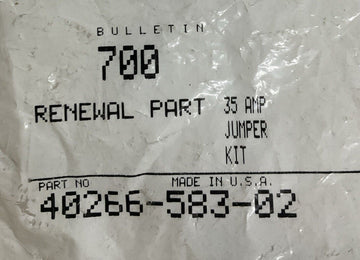 BULLETIN
700
RENEWAL PART 35 AMP
JUMPER
KIT
PART NO MADE IN U.S.A.
40266-583-02